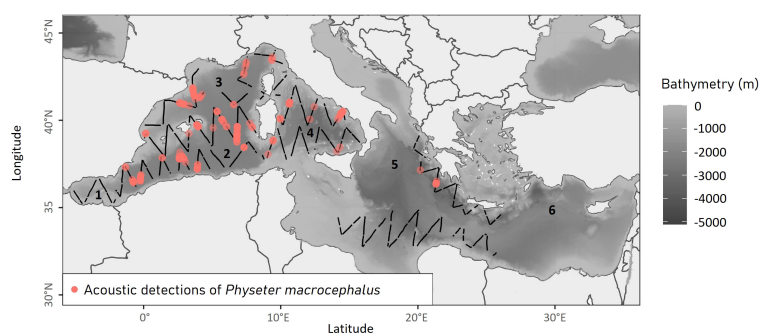 45°N
Longitude
40°N
35
30°N
3
4
2
1
5
6
Bathymetry (m)
0
-1000
-2000
-3000
-4000
-5000
Acoustic detections of Physeter macrocephalus
0°
10°E
20°E
30°E
Latitude